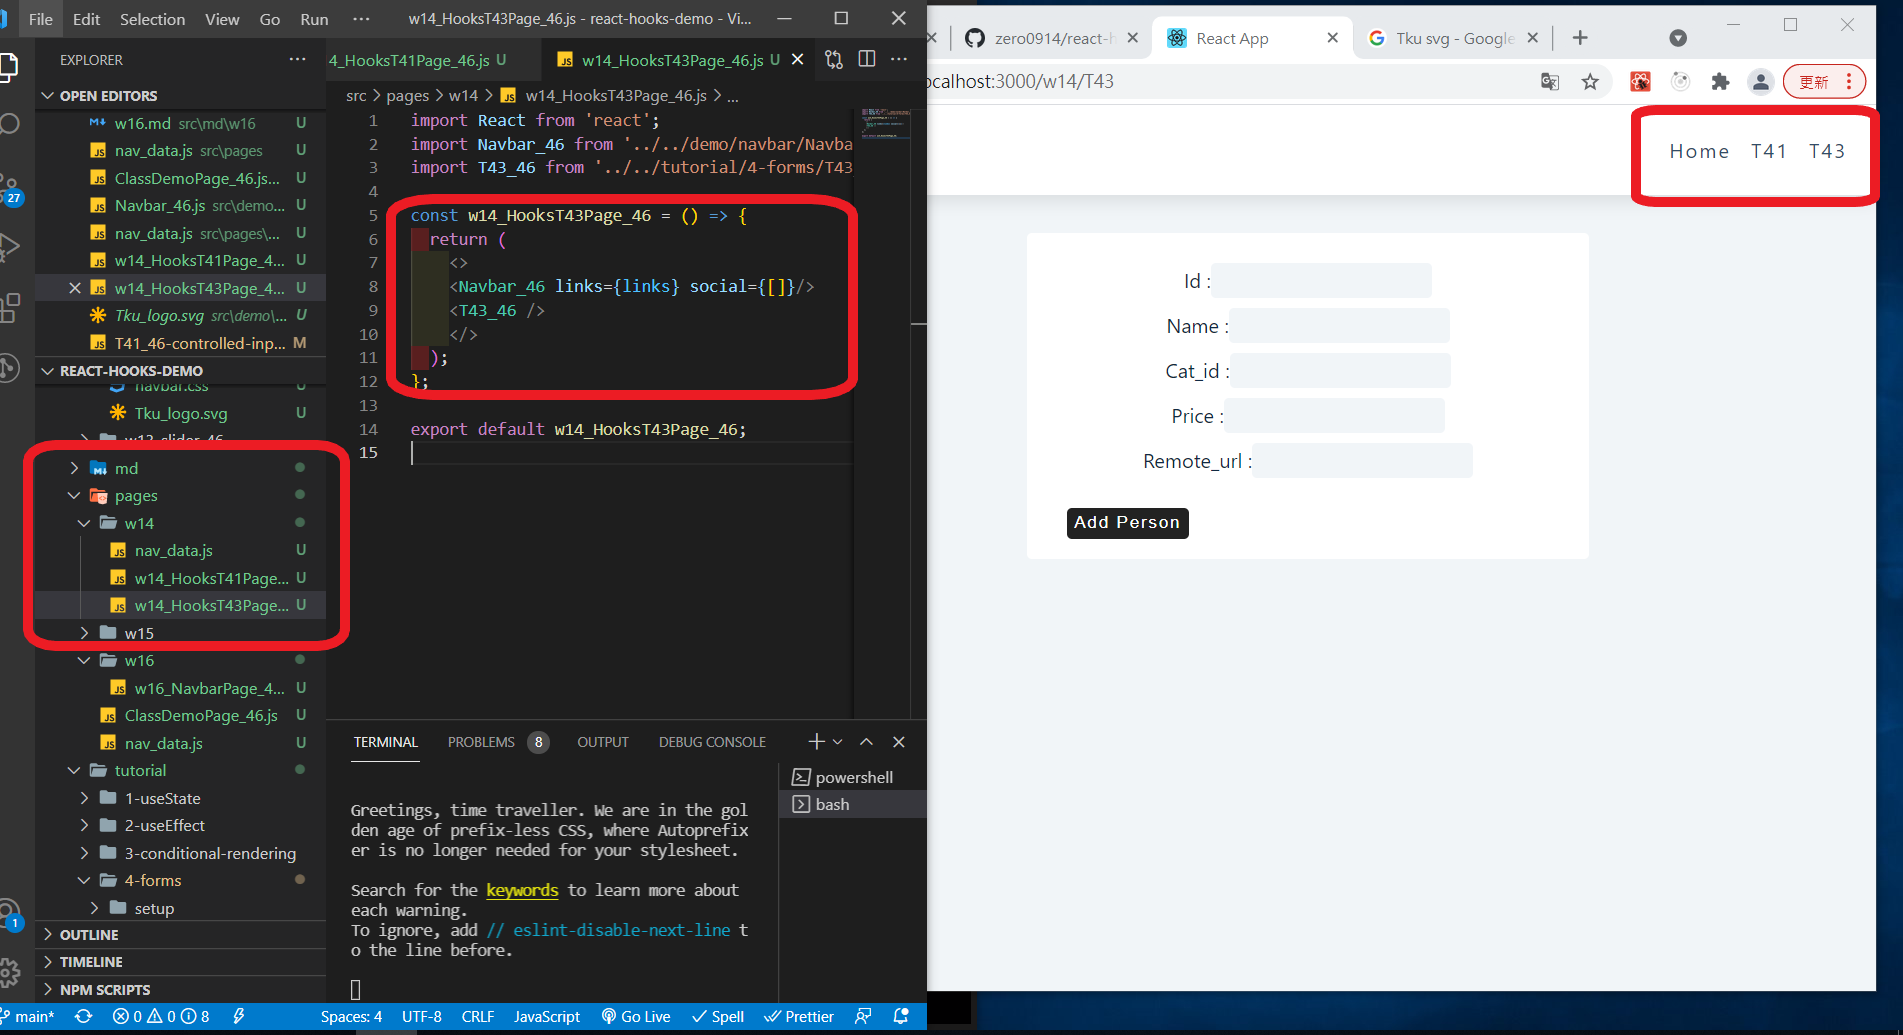 File Edit Selection View Go Run ··· w14_HooksT43Page_46.js - react-hooks-demo - Vi...
EXPLORER ···
OPEN EDITORS
w16.md src\md\w16 U
nav_data.js src\pages U
ClassDemoPage_46.js... U
Navbar_46.js src\demo... U
nav_data.js src\pages\... U
w14_HooksT41Page_4... U
w14_HooksT43Page_4... U
Tku_logo.svg src\demo\... U
T41_46-controlled-inp... M
REACT-HOOKS-DEMO
navbar.css U
Tku_logo.svg U
w13_slider_46
md
pages
w14
nav_data.js U
w14_HooksT41Page... U
w14_HooksT43Page... U
w15
w16
w16_NavbarPage_4... U
ClassDemoPage_46.js U
nav_data.js U
tutorial
1-useState
2-useEffect
3-conditional-rendering
4-forms
setup
OUTLINE
TIMELINE
NPM SCRIPTS
27
1
4_HooksT41Page_46.js U w14_HooksT43Page_46.js U
src > pages > w14 > w14_HooksT43Page_46.js > ...
1 import React from 'react';
2 import Navbar_46 from '../../demo/navbar/Navba
3 import T43_46 from '../../tutorial/4-forms/T43
4
5 const w14_HooksT43Page_46 = () => {
6 return (
7 <>
8 <Navbar_46 links={links} social={[]}/>
9 <T43_46 />
10 </>
11 );
12 };
13
14 export default w14_HooksT43Page_46;
15
TERMINAL PROBLEMS 8 OUTPUT DEBUG CONSOLE
powershell
bash
Greetings, time traveller. We are in the gol
den age of prefix-less CSS, where Autoprefix
er is no longer needed for your stylesheet.
Search for the keywords to learn more about
each warning.
To ignore, add // eslint-disable-next-line t
o the line before.
main* 0 0 8 Spaces: 4 UTF-8 CRLF JavaScript Go Live Spell Prettier
zero0914/react-h React App Tku svg - Google
ocalhost:3000/w14/T43 更新
Home T41 T43
Id :
Name :
Cat_id :
Price :
Remote_url :
Add Person